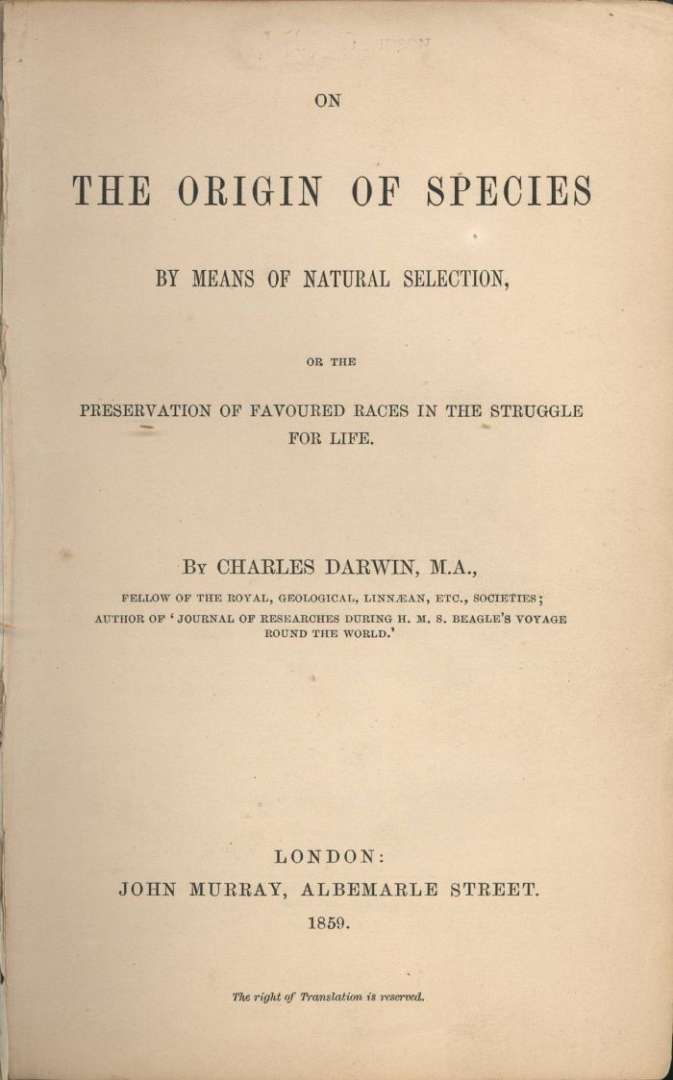 ON
THE ORIGIN OF SPECIES
BY MEANS OF NATURAL SELECTION,
OR THE
PRESERVATION OF FAVOURED RACES IN THE STRUGGLE
FOR LIFE.
BY CHARLES DARWIN, M.A.,
FELLOW OF THE ROYAL, GEOLOGICAL, LINNÆAN, ETC., SOCIETIES;
AUTHOR OF ‘JOURNAL OF RESEARCHES DURING H. M. S. BEAGLE’S VOYAGE
ROUND THE WORLD.’
LONDON:
JOHN MURRAY, ALBEMARLE STREET.
1859.
The right of Translation is reserved.